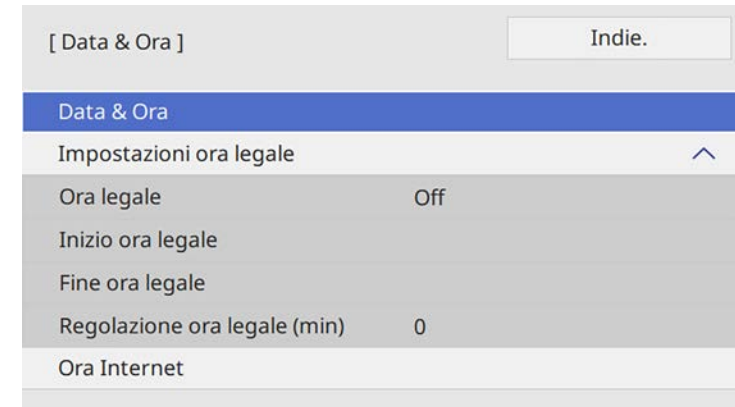 [ Data & Ora ] Indie.
Data & Ora
Impostazioni ora legale
Ora legale Off
Inizio ora legale
Fine ora legale
Regolazione ora legale (min) 0
Ora Internet